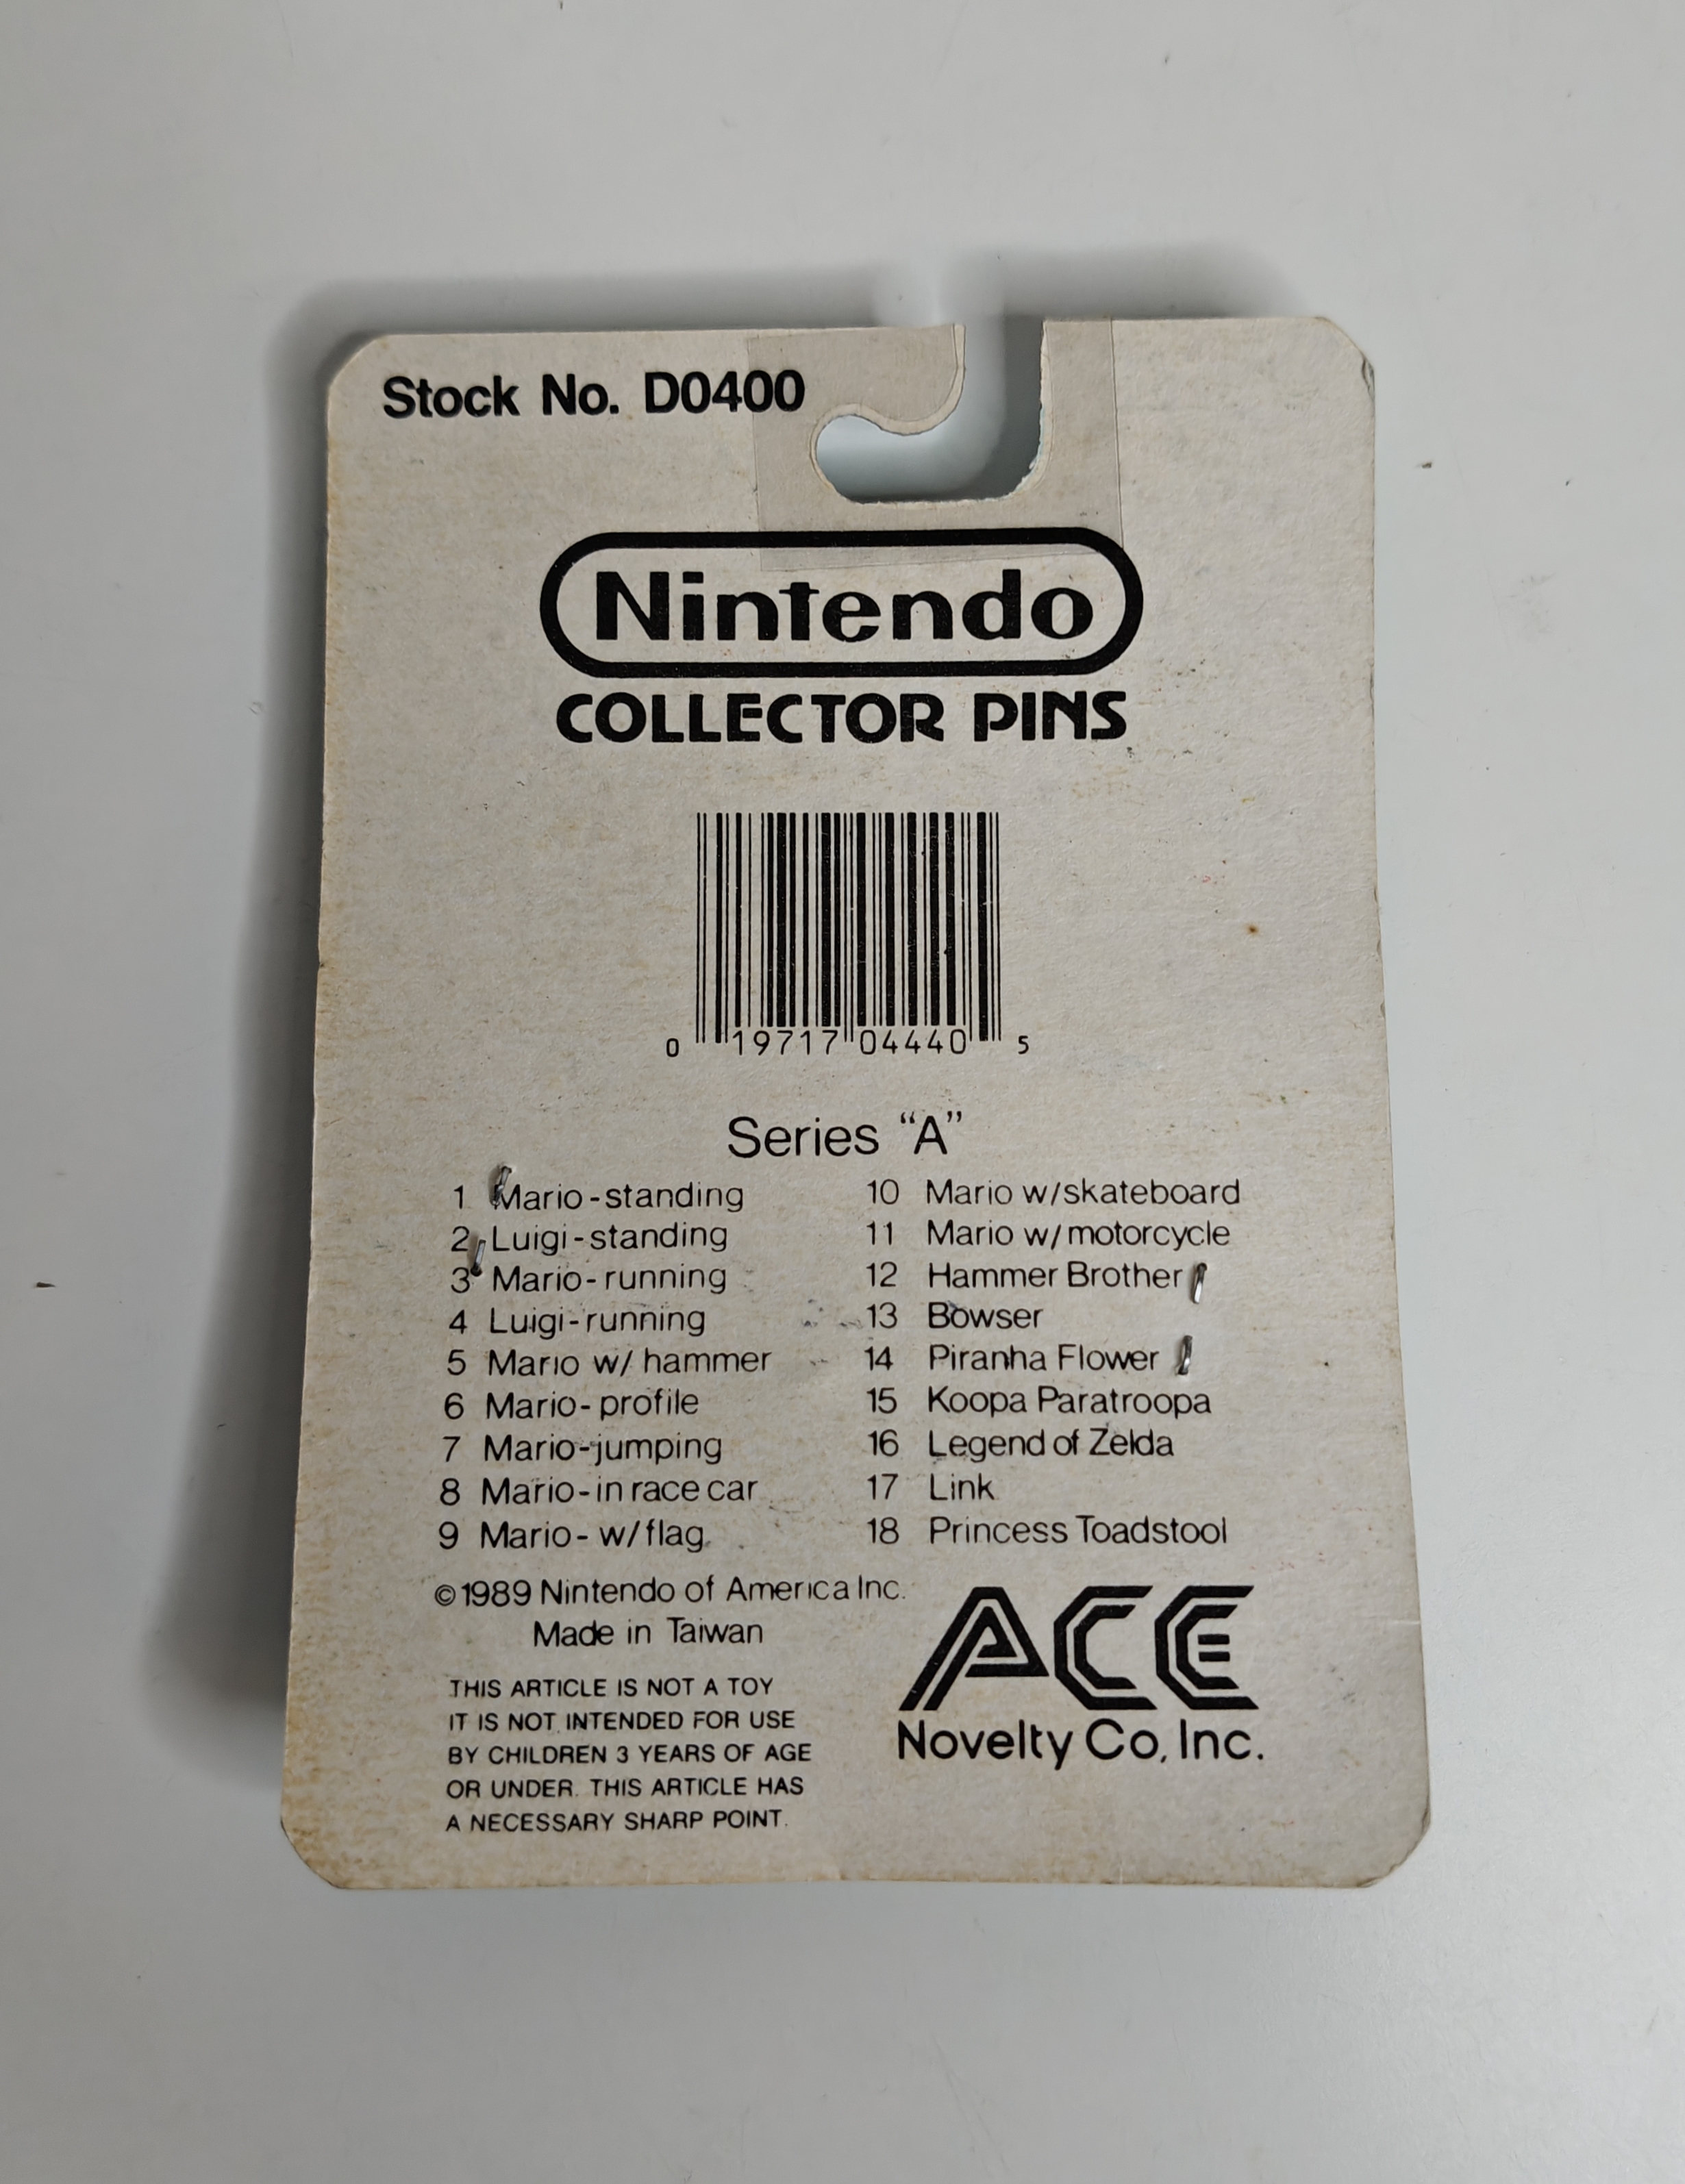 Stock No. D0400
Nintendo
COLLECTOR PINS
0 19717 04440 5
Series “A”
1 Mario-standing
2 Luigi-standing
3 Mario-running
4 Luigi-running
5 Mario w/ hammer
6 Mario-profile
7 Mario-jumping
8 Mario-in race car
9 Mario- w/flag
10 Mario w/skateboard
11 Mario w/motorcycle
12 Hammer Brother
13 Bowser
14 Piranha Flower
15 Koopa Paratroopa
16 Legend of Zelda
17 Link
18 Princess Toadstool
©1989 Nintendo of America Inc.
Made in Taiwan
THIS ARTICLE IS NOT A TOY
IT IS NOT INTENDED FOR USE
BY CHILDREN 3 YEARS OF AGE
OR UNDER. THIS ARTICLE HAS
A NECESSARY SHARP POINT.
ACE
Novelty Co, Inc.